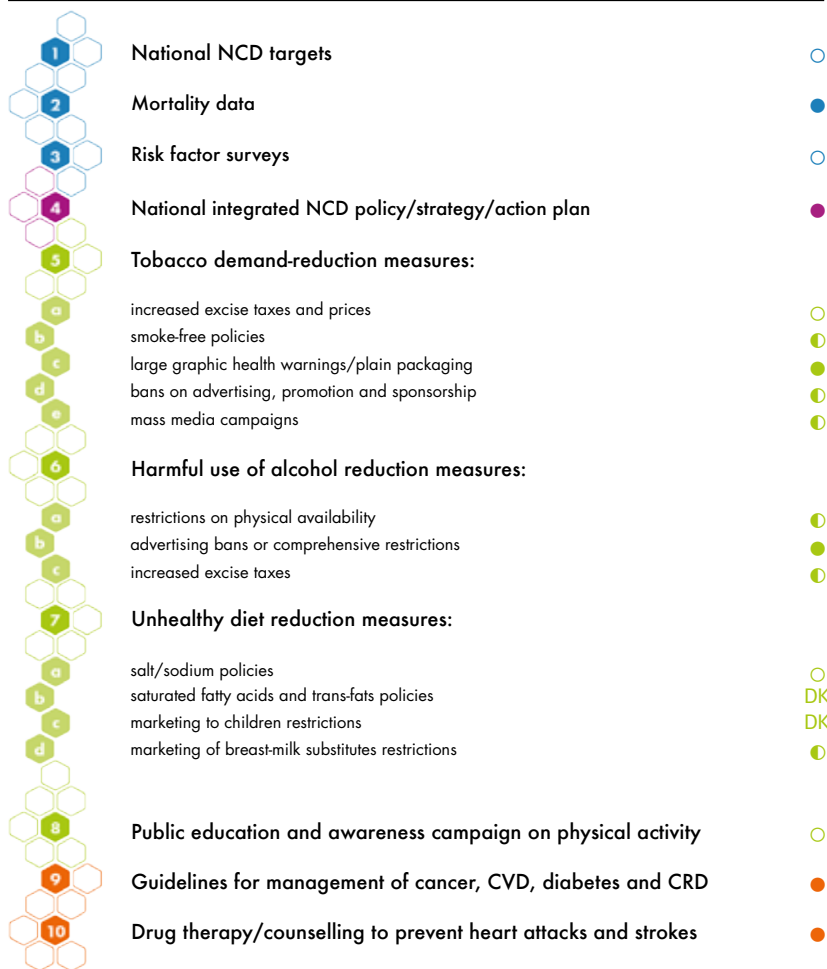 1 National NCD targets ○
2 Mortality data ●
3 Risk factor surveys ○
4 National integrated NCD policy/strategy/action plan ●
5 Tobacco demand-reduction measures:
a increased excise taxes and prices ○
b smoke-free policies ◐
c large graphic health warnings/plain packaging ●
d bans on advertising, promotion and sponsorship ◐
e mass media campaigns ◐
6 Harmful use of alcohol reduction measures:
a restrictions on physical availability ◐
b advertising bans or comprehensive restrictions ●
c increased excise taxes ◐
7 Unhealthy diet reduction measures:
a salt/sodium policies ○
b saturated fatty acids and trans-fats policies DK
c marketing to children restrictions DK
d marketing of breast-milk substitutes restrictions ◐
8 Public education and awareness campaign on physical activity ○
9 Guidelines for management of cancer, CVD, diabetes and CRD ●
10 Drug therapy/counselling to prevent heart attacks and strokes ●